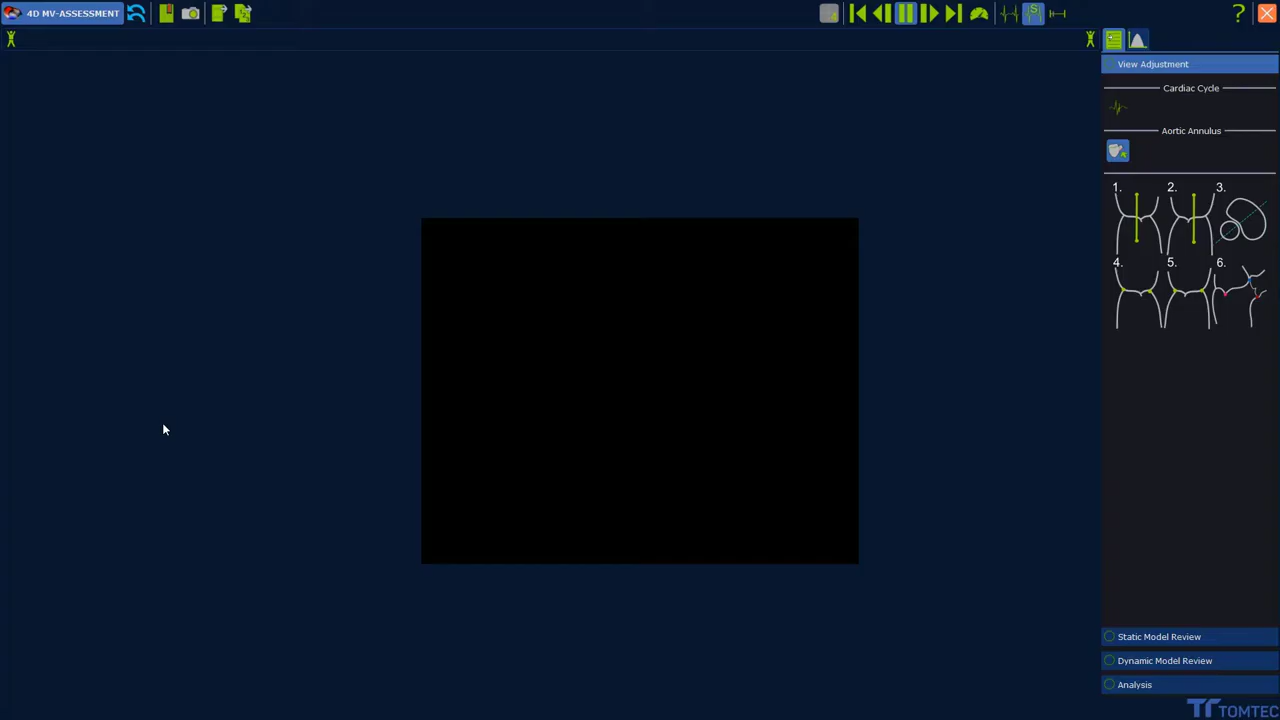 4D MV-ASSESSMENT
4
S
?
View Adjustment
Cardiac Cycle
Aortic Annulus
1. 2. 3.
4. 5. 6.
Static Model Review
Dynamic Model Review
Analysis
TOMTEC